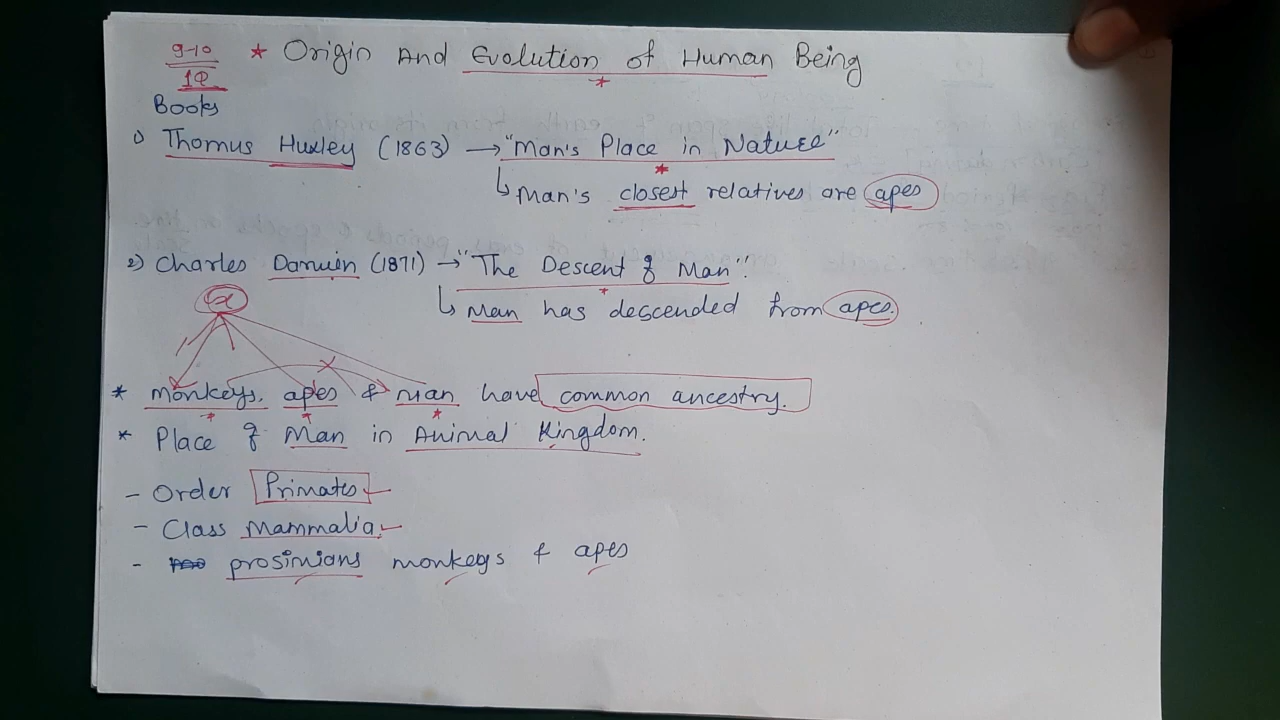 9-10
1Q
* Origin And Evolution of Human Being
Books
1) Thomus Huxley (1863) → "Man's Place in Nature"
↳ Man's closest relatives are apes
2) Charles Darwin (1871) → "The Descent of Man".
↳ Man has descended from apes.
* monkeys, apes & man have common ancestry.
* Place of Man in Animal Kingdom.
- Order Primates
- Class Mammalia
- prosimians monkeys & apes